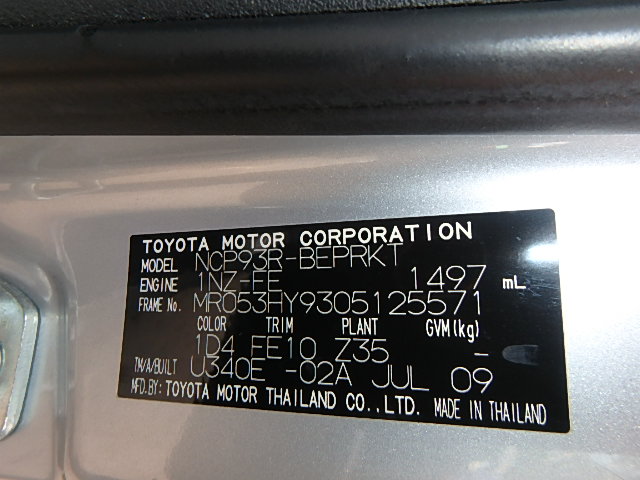 TOYOTA MOTOR CORPORATION
MODEL NCP93R-BEPRKT
ENGINE 1NZ-FE 1497 mL
FRAME No. MR053HY9305125571
COLOR TRIM PLANT GVM(kg)
1D4 FE10 Z35 -
TM/A/BUILT U340E -02A JUL 09
MFD.BY: TOYOTA MOTOR THAILAND CO.,LTD. MADE IN THAILAND